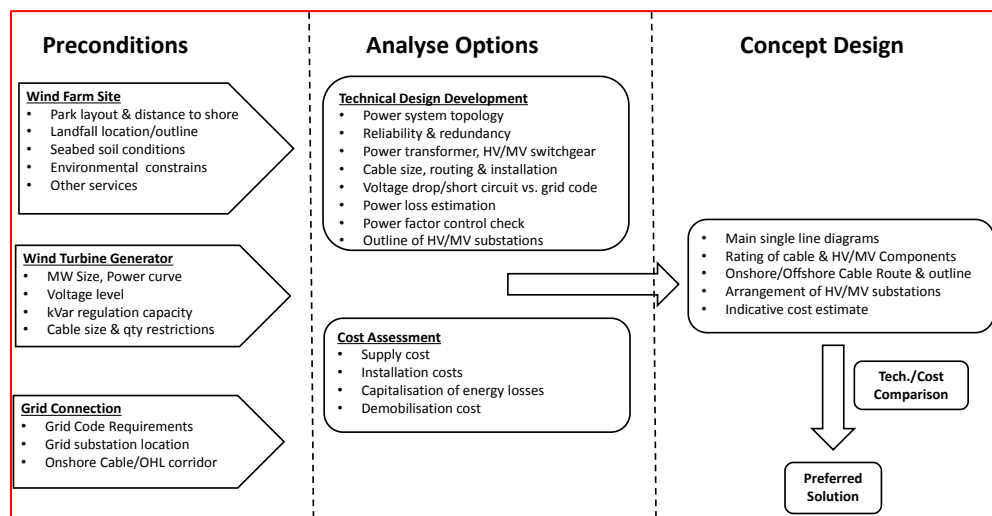 Preconditions
Wind Farm Site
• Park layout & distance to shore
• Landfall location/outline
• Seabed soil conditions
• Environmental constrains
• Other services
Wind Turbine Generator
• MW Size, Power curve
• Voltage level
• kVar regulation capacity
• Cable size & qty restrictions
Grid Connection
• Grid Code Requirements
• Grid substation location
• Onshore Cable/OHL corridor
Analyse Options
Technical Design Development
• Power system topology
• Reliability & redundancy
• Power transformer, HV/MV switchgear
• Cable size, routing & installation
• Voltage drop/short circuit vs. grid code
• Power loss estimation
• Power factor control check
• Outline of HV/MV substations
Cost Assessment
• Supply cost
• Installation costs
• Capitalisation of energy losses
• Demobilisation cost
Concept Design
• Main single line diagrams
• Rating of cable & HV/MV Components
• Onshore/Offshore Cable Route & outline
• Arrangement of HV/MV substations
• Indicative cost estimate
Tech./Cost
Comparison
Preferred
Solution